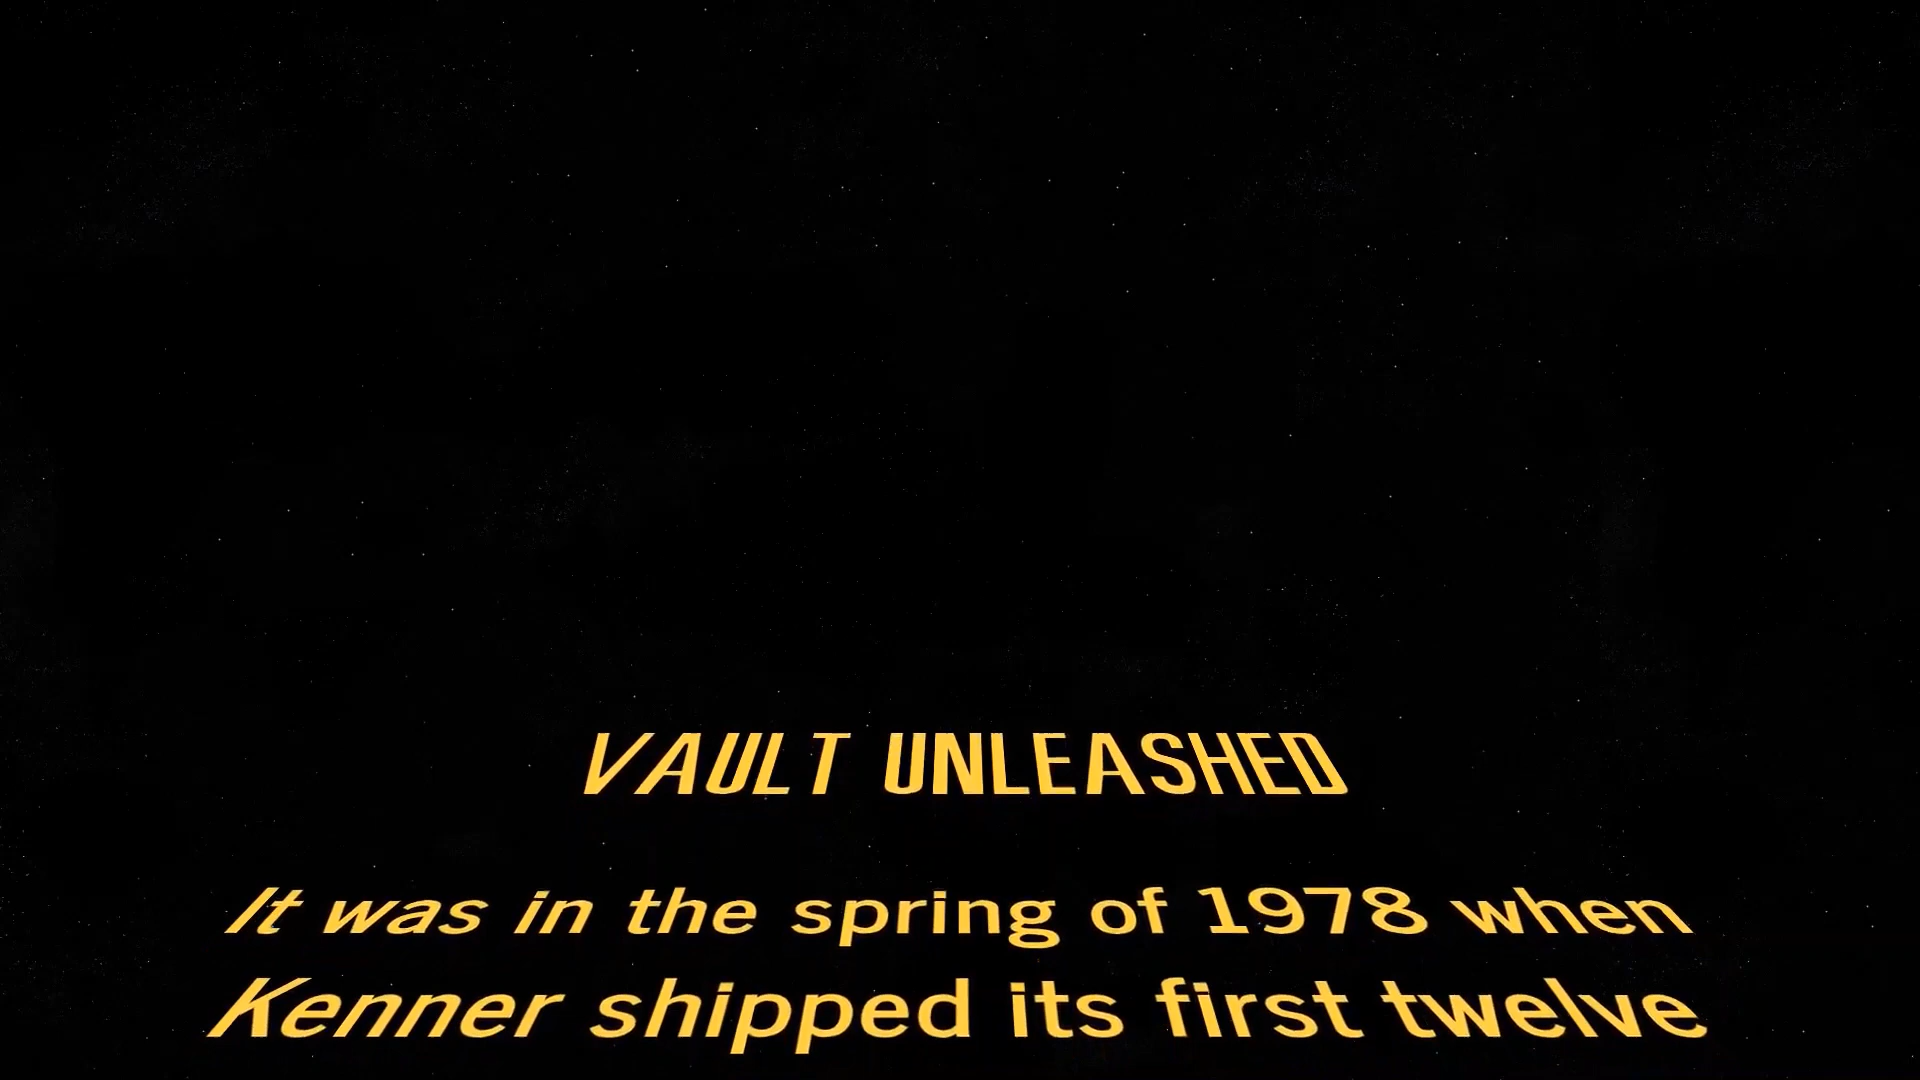 VAULT UNLEASHED
It was in the spring of 1978 when
Kenner shipped its first twelve